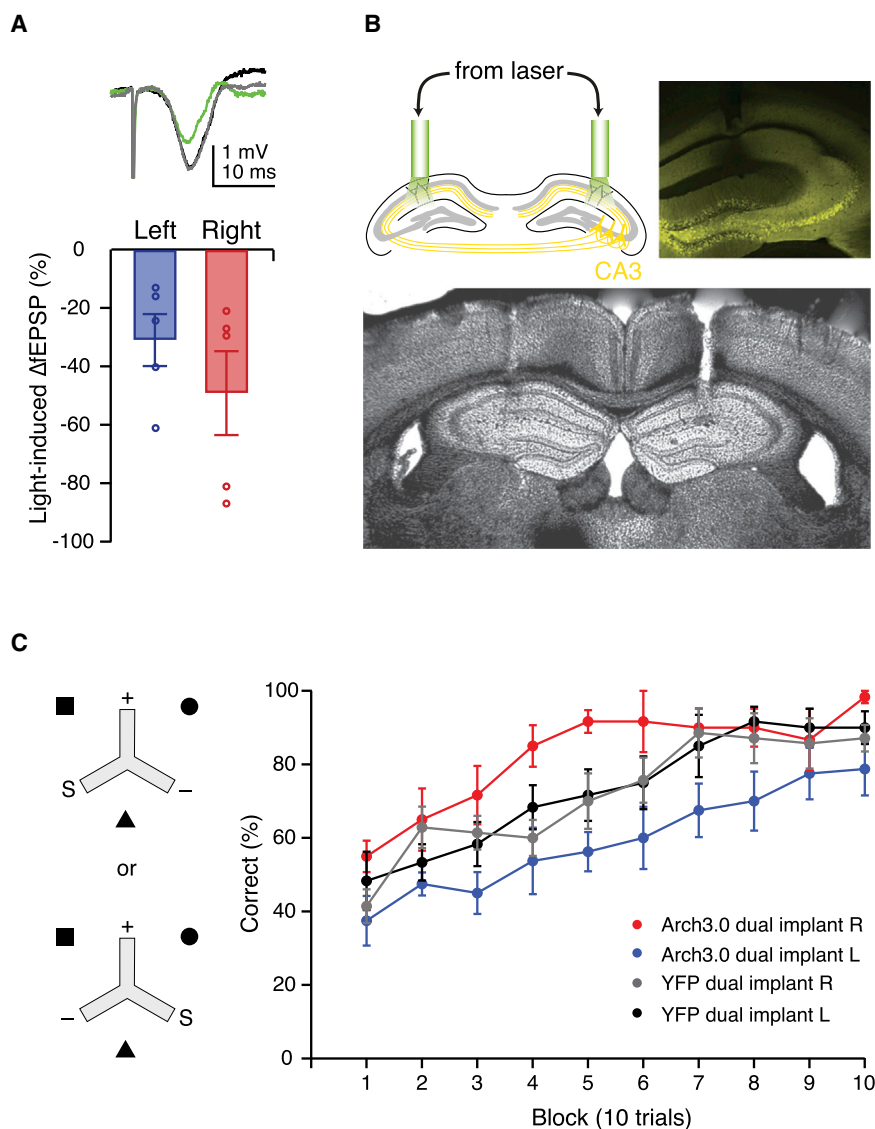 A
1 mV
10 ms
Left Right
Light-induced ΔfEPSP (%)
0
-20
-40
-60
-80
-100
B
from laser
CA3
C
+
S –
or
+
– S
Correct (%)
100
80
60
40
20
0
Arch3.0 dual implant R
Arch3.0 dual implant L
YFP dual implant R
YFP dual implant L
1 2 3 4 5 6 7 8 9 10
Block (10 trials)